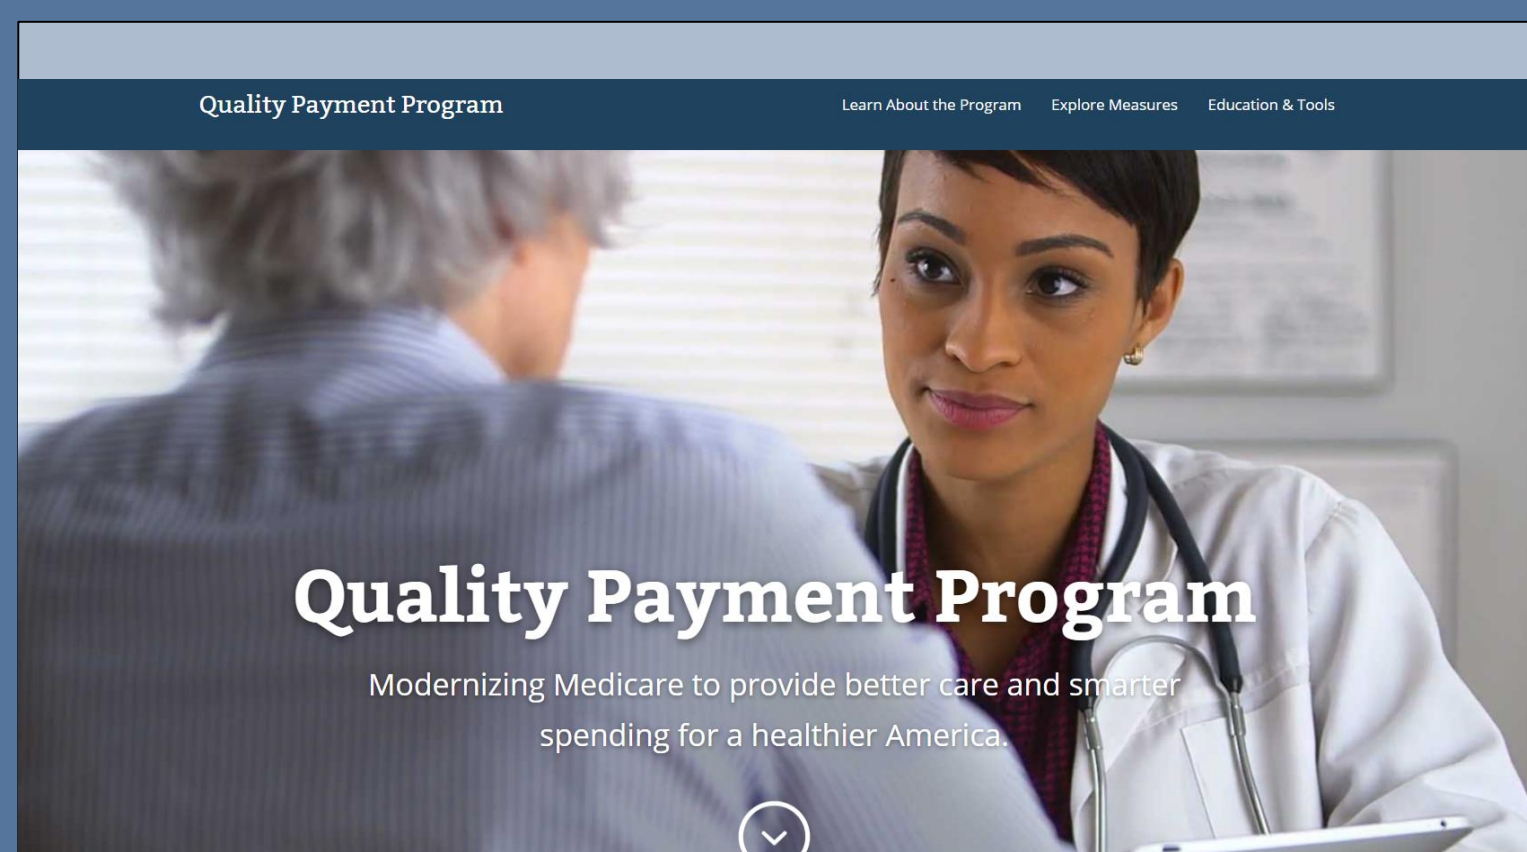 Quality Payment Program
Learn About the Program Explore Measures Education & Tools
Quality Payment Program
Modernizing Medicare to provide better care and smarter
spending for a healthier America.